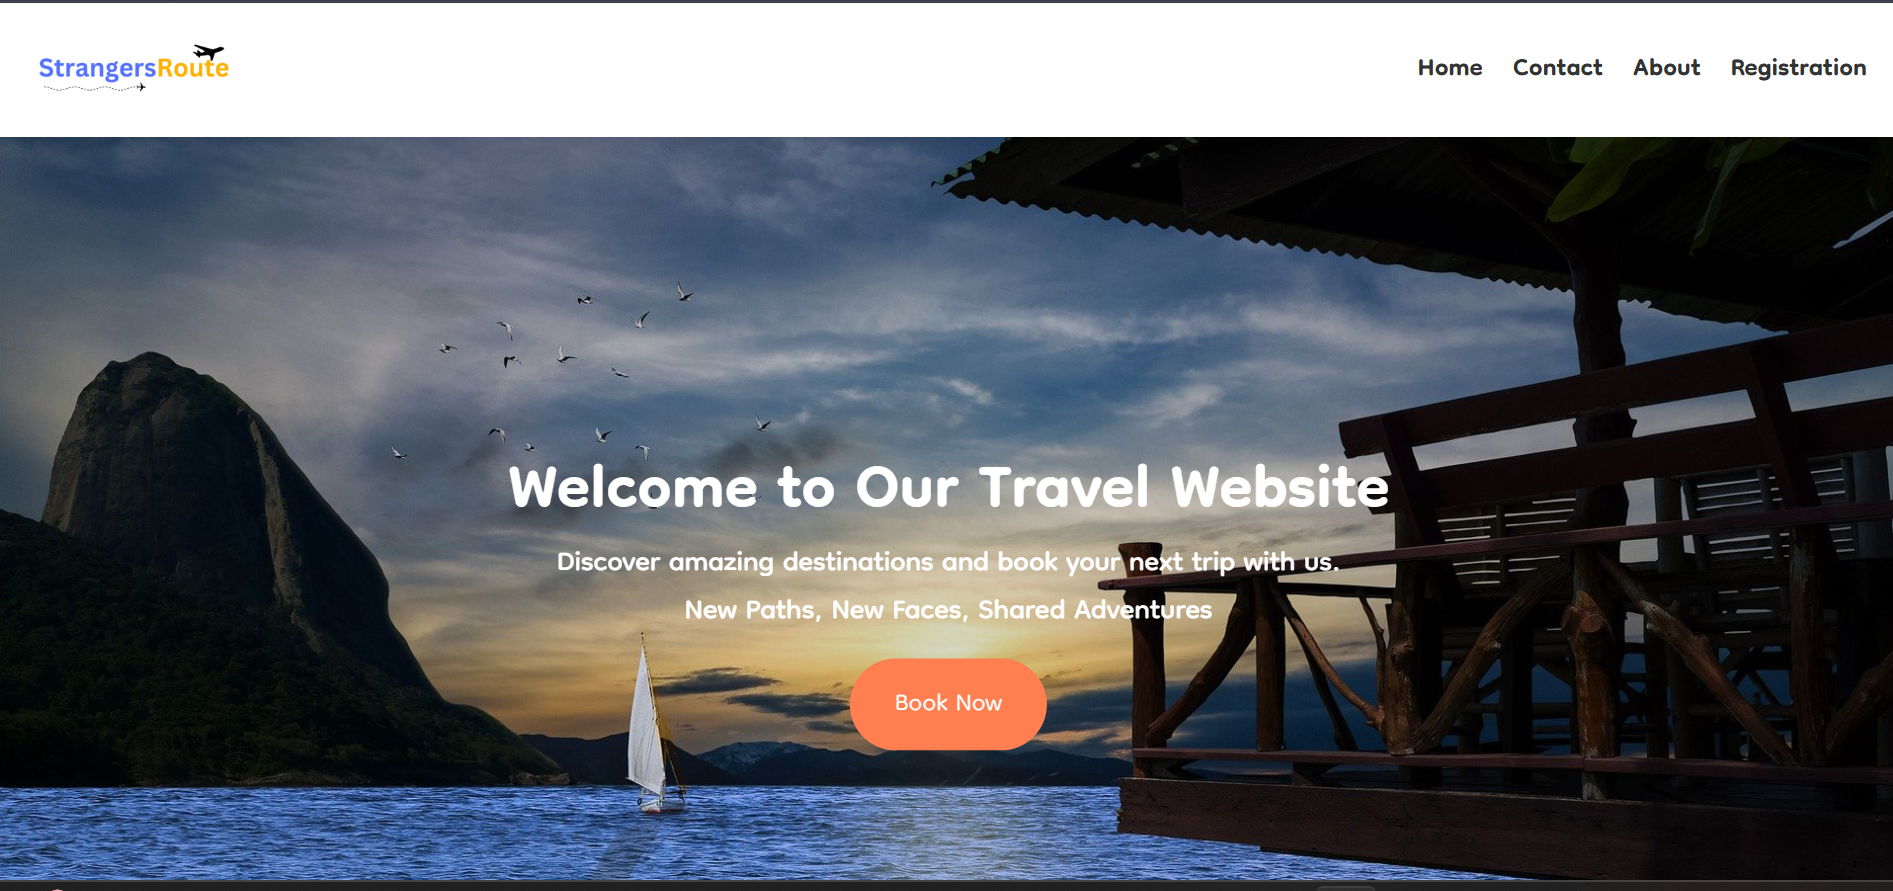 StrangersRoute
Home Contact About Registration
Welcome to Our Travel Website
Discover amazing destinations and book your next trip with us.
New Paths, New Faces, Shared Adventures
Book Now